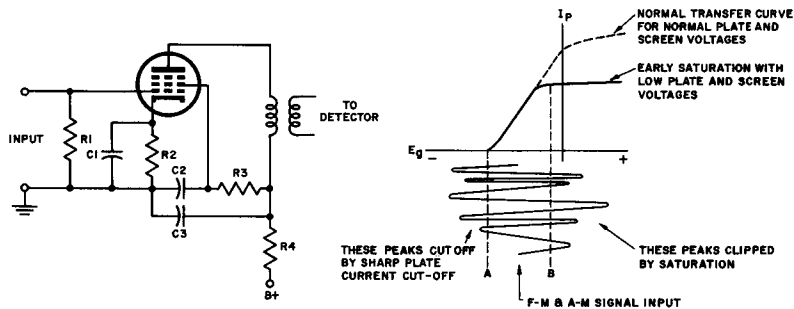 INPUT
R1
C1
R2
C2
R3
C3
R4
B+
TO
DETECTOR
Ip
NORMAL TRANSFER CURVE
FOR NORMAL PLATE AND
SCREEN VOLTAGES
EARLY SATURATION WITH
LOW PLATE AND SCREEN
VOLTAGES
Eg
−
+
THESE PEAKS CUTOFF
BY SHARP PLATE
CURRENT CUT-OFF
A
B
THESE PEAKS CLIPPED
BY SATURATION
F-M & A-M SIGNAL INPUT